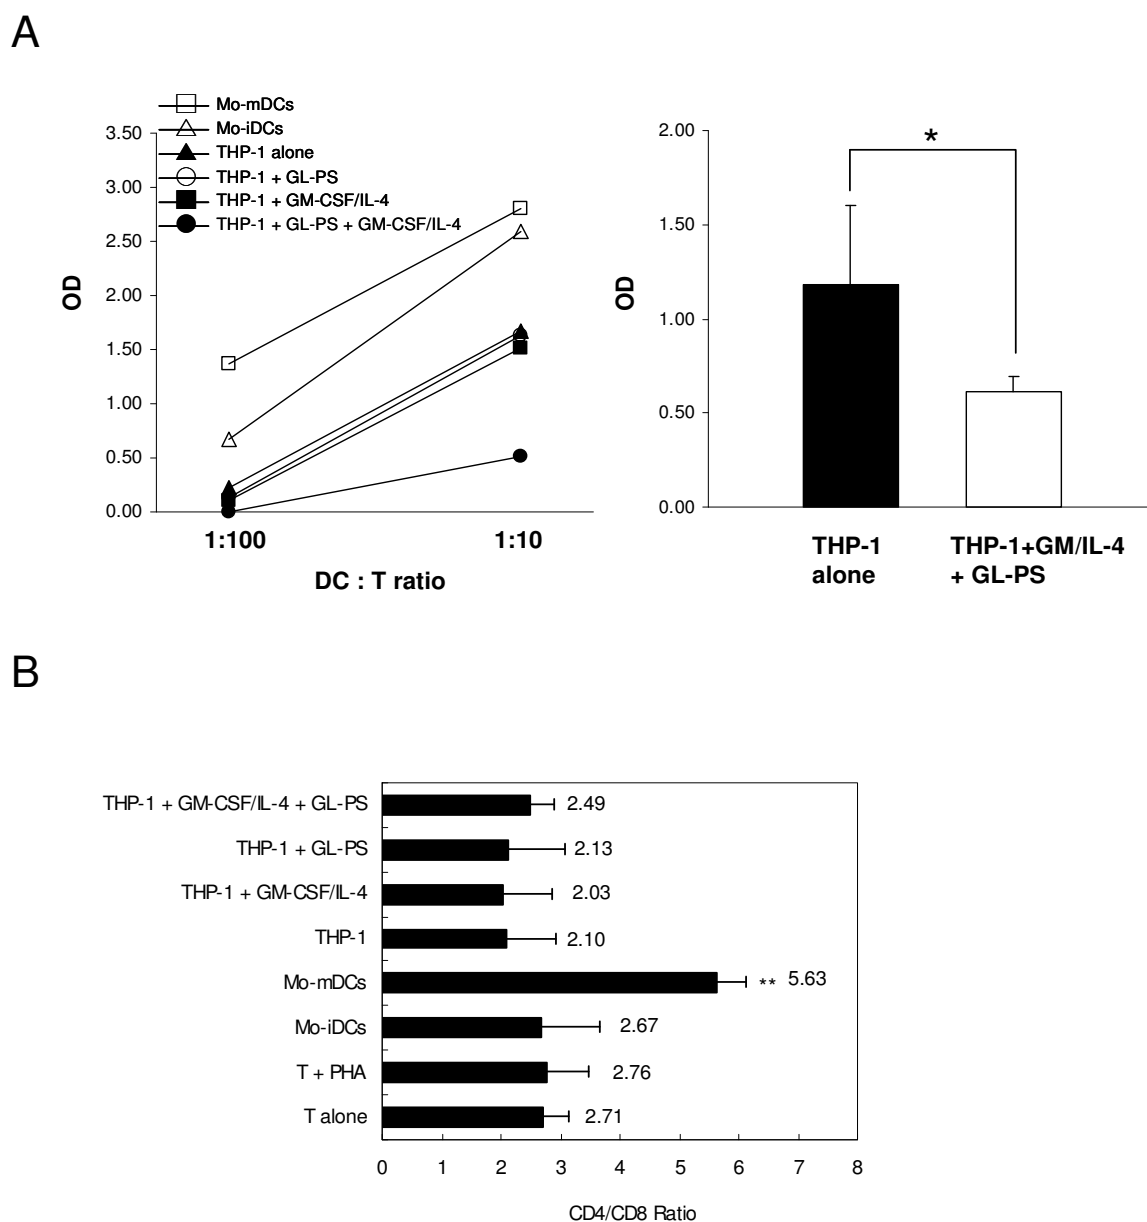 A
Mo-mDCs
Mo-iDCs
THP-1 alone
THP-1 + GL-PS
THP-1 + GM-CSF/IL-4
THP-1 + GL-PS + GM-CSF/IL-4
3.50
3.00
2.50
2.00
1.50
1.00
0.50
0.00
OD
1:100 1:10
DC : T ratio
2.00
1.50
1.00
0.50
0.00
OD
*
THP-1
alone
THP-1+GM/IL-4
+ GL-PS
B
THP-1 + GM-CSF/IL-4 + GL-PS 2.49
THP-1 + GL-PS 2.13
THP-1 + GM-CSF/IL-4 2.03
THP-1 2.10
Mo-mDCs ** 5.63
Mo-iDCs 2.67
T + PHA 2.76
T alone 2.71
0 1 2 3 4 5 6 7 8
CD4/CD8 Ratio